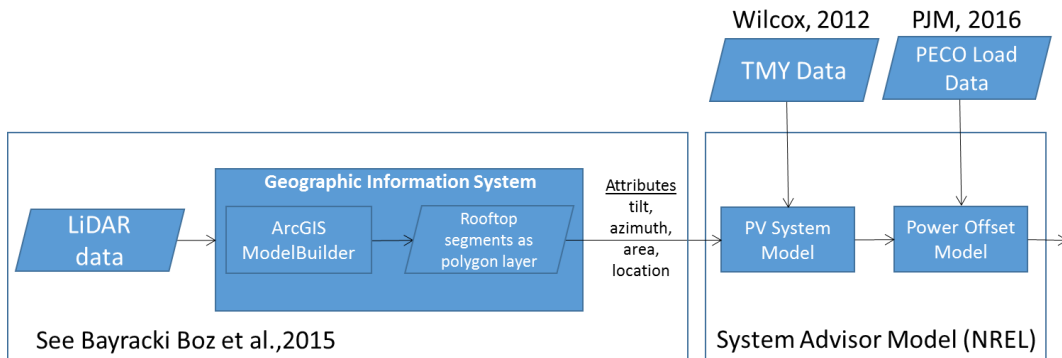 Wilcox, 2012
PJM, 2016
TMY Data
PECO Load
Data
Geographic Information System
LiDAR
data
ArcGIS
ModelBuilder
Rooftop
segments as
polygon layer
Attributes
tilt,
azimuth,
area,
location
PV System
Model
Power Offset
Model
See Bayracki Boz et al.,2015
System Advisor Model (NREL)